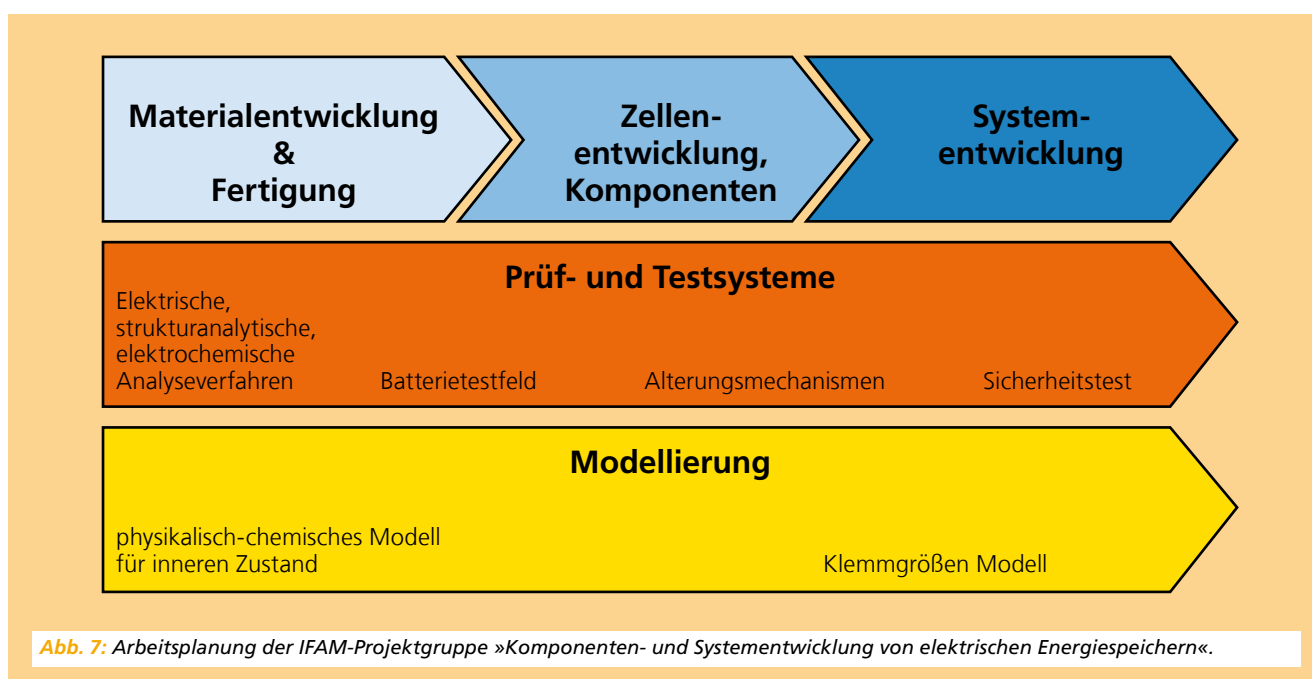 Materialentwicklung
&
Fertigung
Zellen-
entwicklung,
Komponenten
System-
entwicklung
Prüf- und Testsysteme
Elektrische,
strukturanalytische,
elektrochemische
Analyseverfahren
Batterietestfeld
Alterungsmechanismen
Sicherheitstest
Modellierung
physikalisch-chemisches Modell
für inneren Zustand
Klemmgrößen Modell
Abb. 7: Arbeitsplanung der IFAM-Projektgruppe »Komponenten- und Systementwicklung von elektrischen Energiespeichern«.